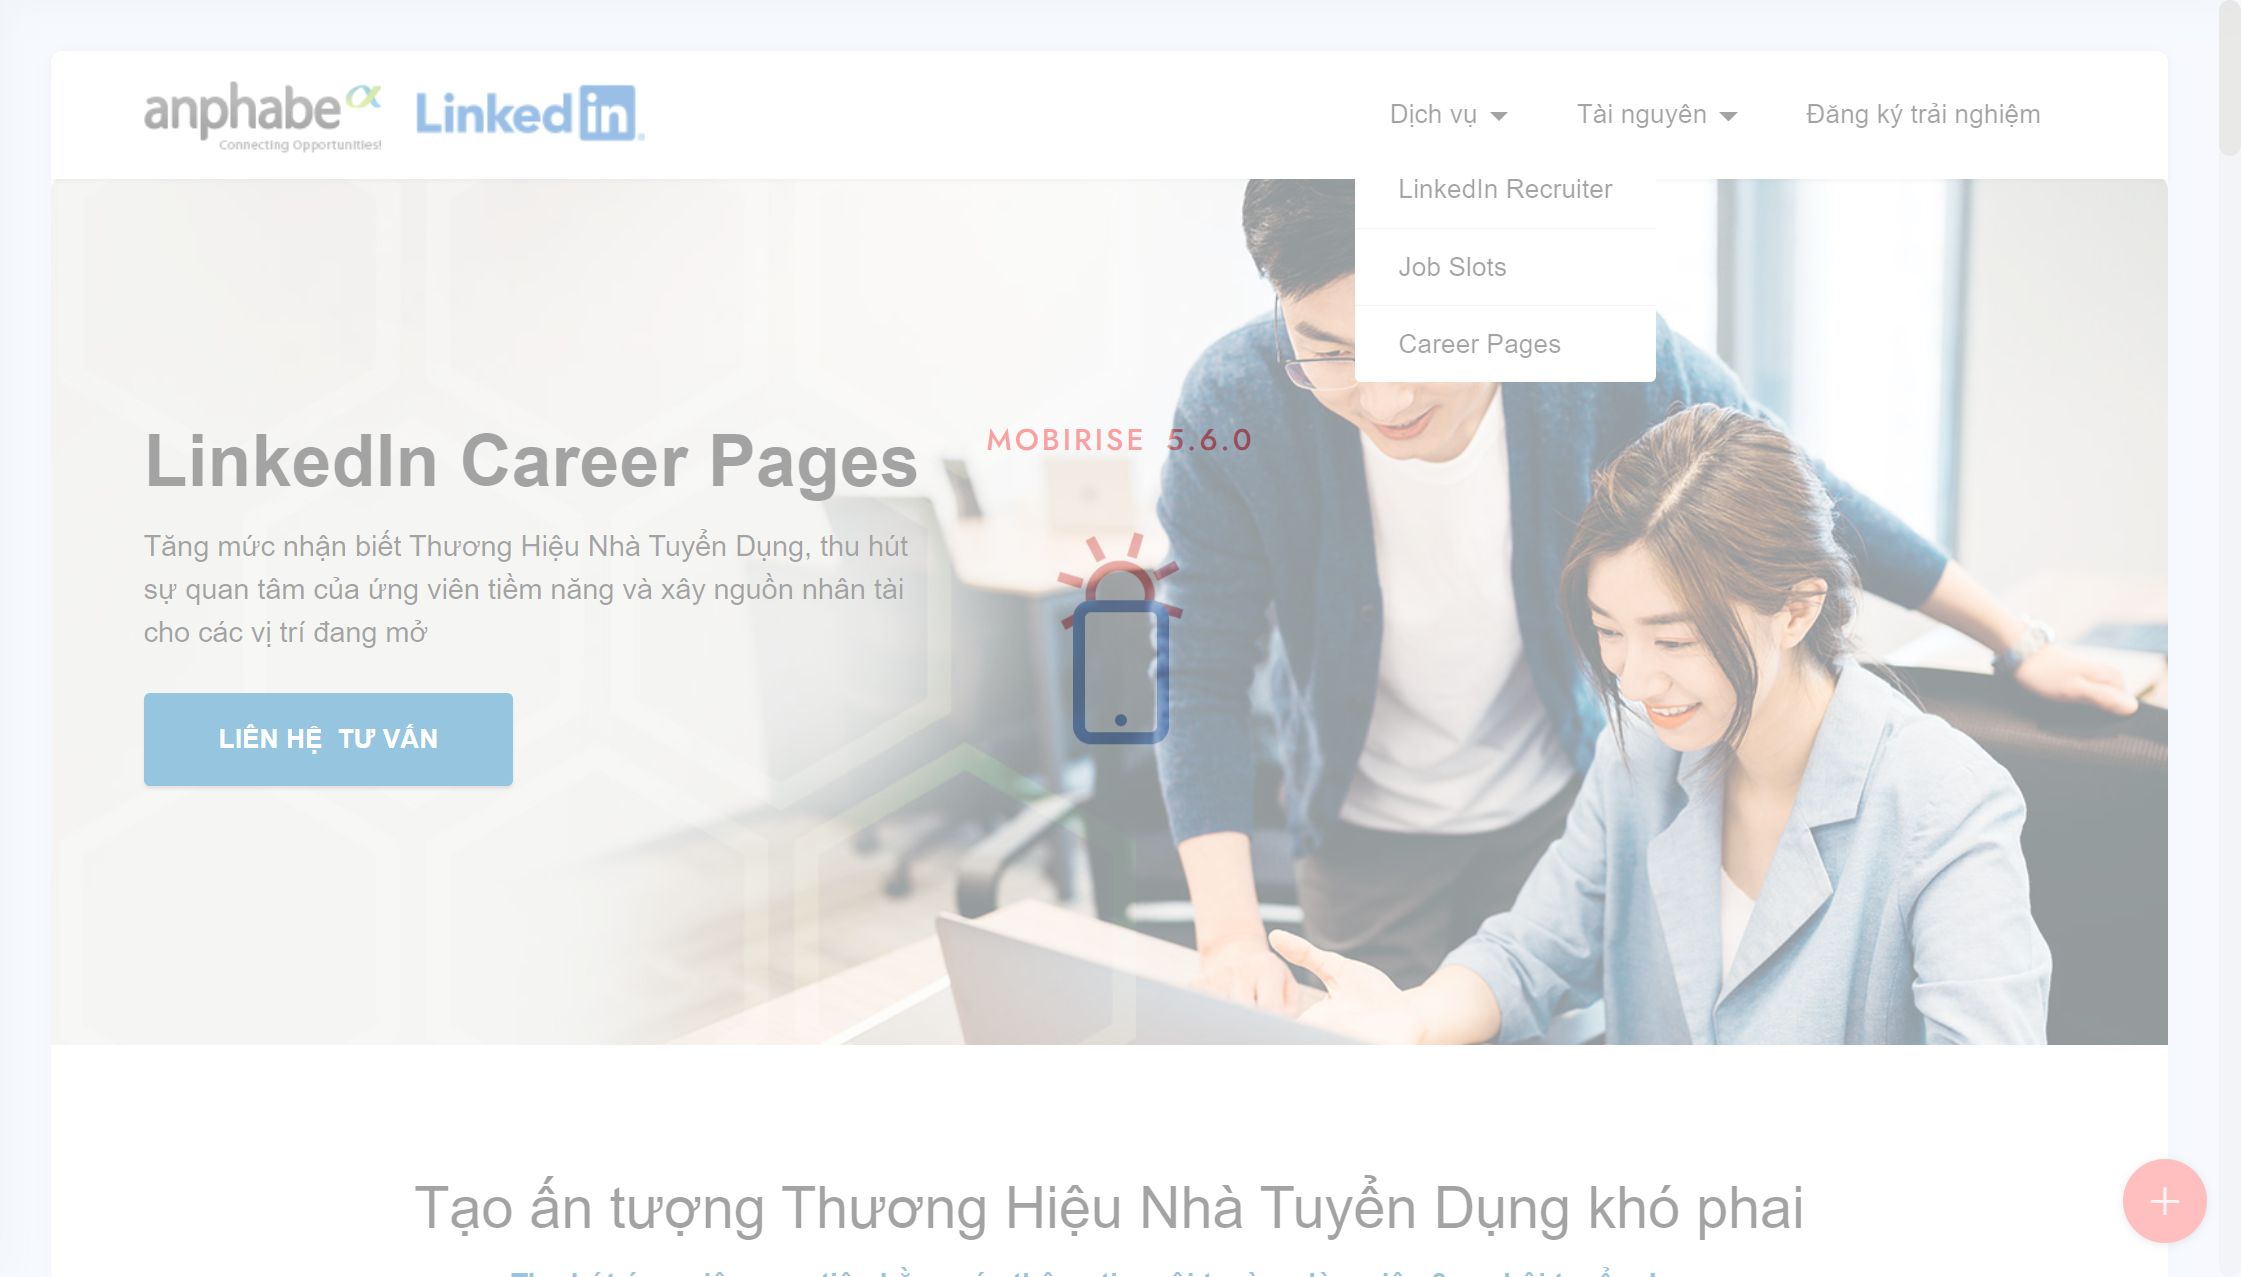 anphabe
Connecting Opportunities!
Linked in
Dịch vụ
Tài nguyên
Đăng ký trải nghiệm
LinkedIn Recruiter
Job Slots
Career Pages
MOBIRISE 5.6.0
LinkedIn Career Pages
Tăng mức nhận biết Thương Hiệu Nhà Tuyển Dụng, thu hút
sự quan tâm của ứng viên tiềm năng và xây nguồn nhân tài
cho các vị trí đang mở
LIÊN HỆ TƯ VẤN
Tạo ấn tượng Thương Hiệu Nhà Tuyển Dụng khó phai